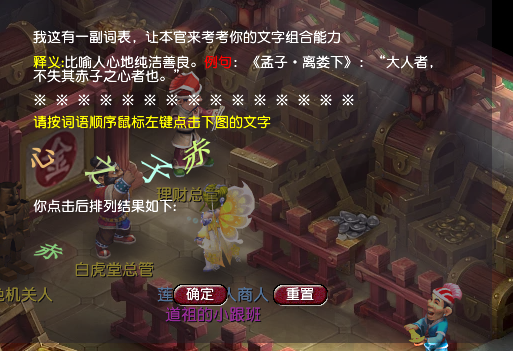 我这有一副词表，让本官来考考你的文字组合能力
释义:比喻人心地纯洁善良。例句：《孟子·离娄下》：“大人者，
不失其赤子之心者也。”
※ ※ ※ ※ ※ ※ ※ ※ ※ ※ ※ ※ ※ ※ ※
请按词语顺序鼠标左键点击下图的文字
心 孔 之 赤
金
理财总管
你点击后排列结果如下:
赤
白虎堂总管
机关人
莲
人商人
确定
重置
道祖的小跟班